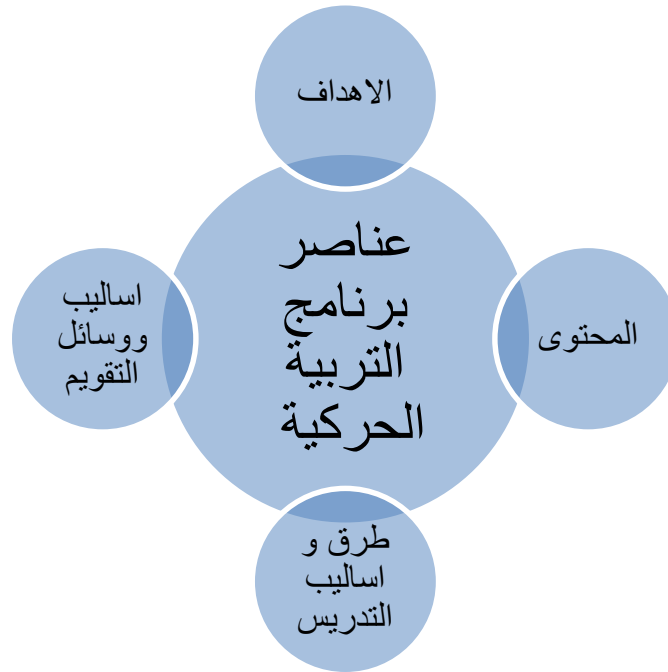 الاهداف
عناصر
برنامج
التربية
الحركية
المحتوى
طرق و
اساليب
التدريس
اساليب
ووسائل
التقويم